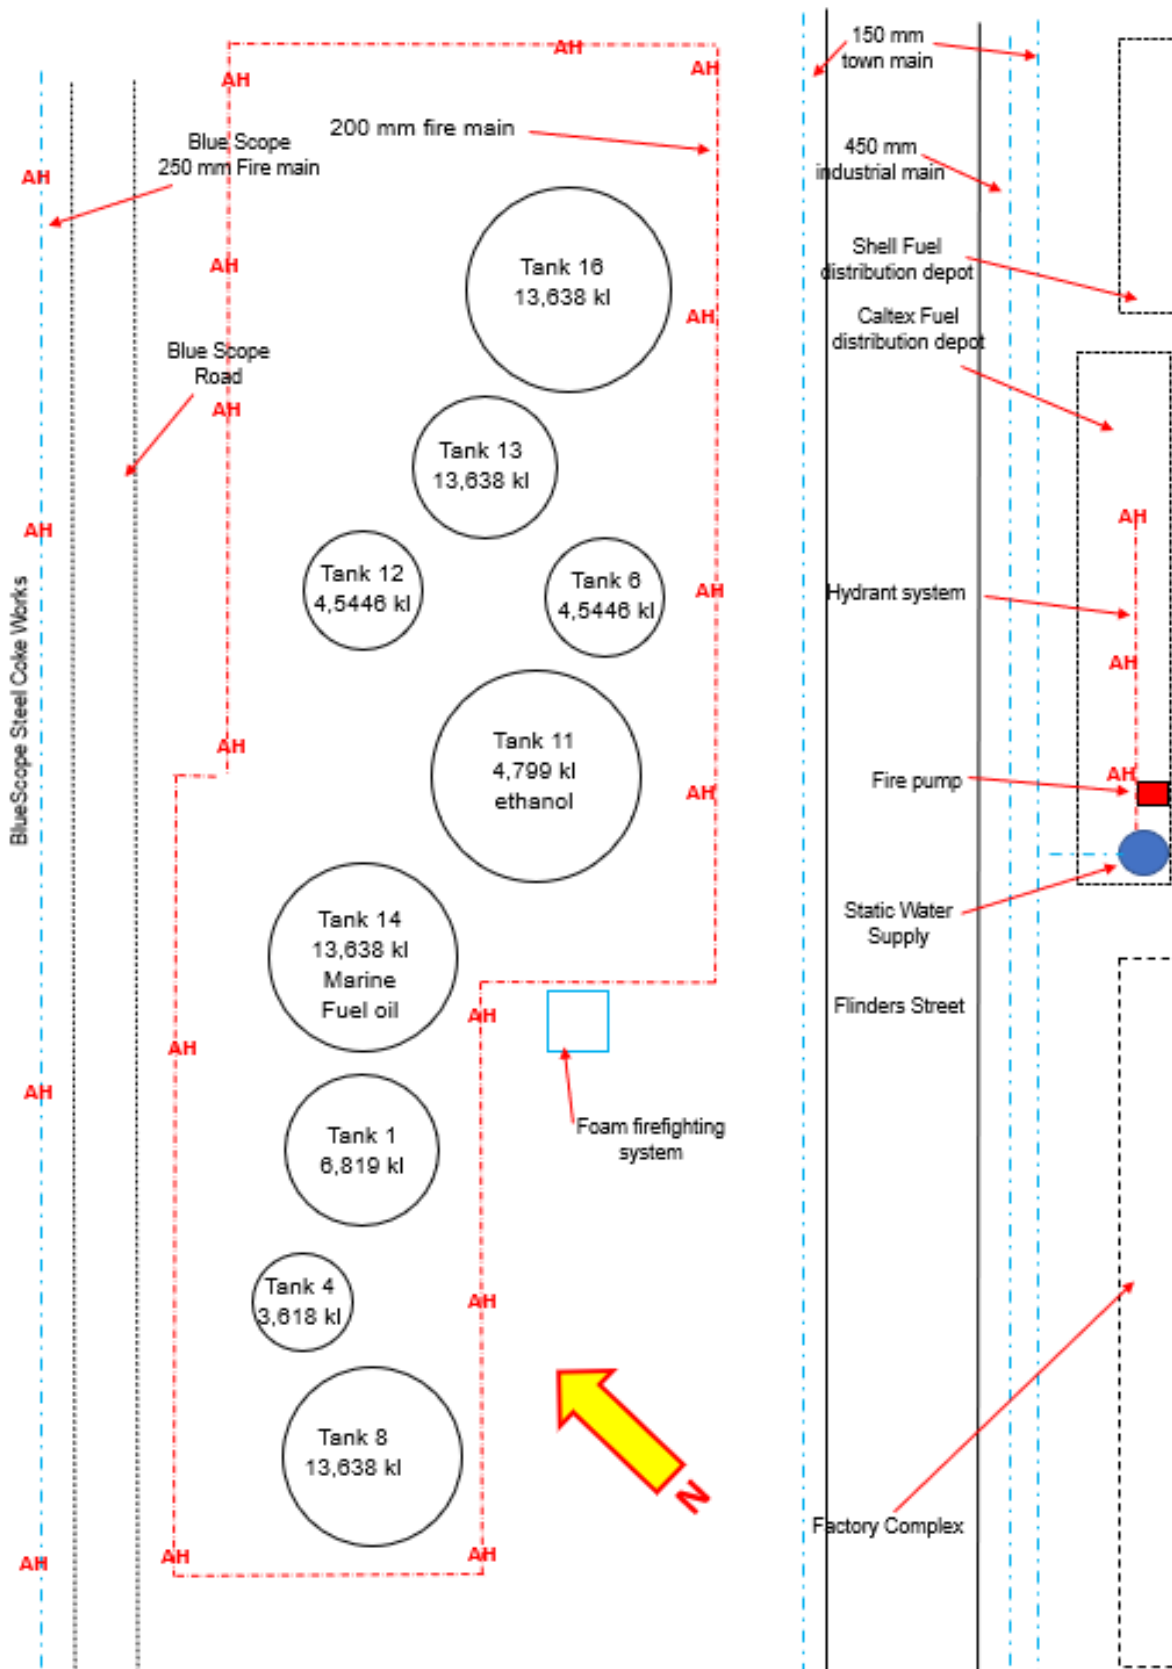 AH
150 mm
town main
AH
AH
200 mm fire main
Blue Scope
250 mm Fire main
450 mm
industrial main
AH
Shell Fuel
distribution depot
AH
Tank 16
13,638 kl
AH
Caltex Fuel
distribution depot
Blue Scope
Road
AH
Tank 13
13,638 kl
AH
AH
Tank 12
4,5446 kl
Tank 6
4,5446 kl
AH
Hydrant system
AH
BlueScope Steel Coke Works
AH
Tank 11
4,799 kl
ethanol
AH
Fire pump
AH
Tank 14
13,638 kl
Marine
Fuel oil
Static Water
Supply
AH
Flinders Street
AH
AH
Foam firefighting
system
Tank 1
6,819 kl
Tank 4
3,618 kl
AH
Tank 8
13,638 kl
N
Factory Complex
AH
AH
AH